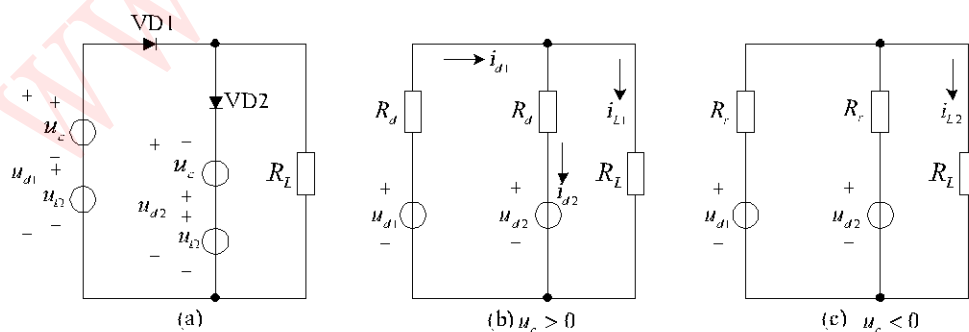 VD1
VD2
+ +
u_c
−
+
u_d1
u_Ω
− −
+
−
u_c
+
u_d2
+
u_Ω
− −
R_L
(a)
i_d1
R_d
R_d
i_L1
R_L
i_d2
+
u_d1
−
+
u_d2
−
(b) u_c > 0
R_r
R_r
i_L2
R_L
+
u_d1
−
+
u_d2
−
(c) u_c < 0